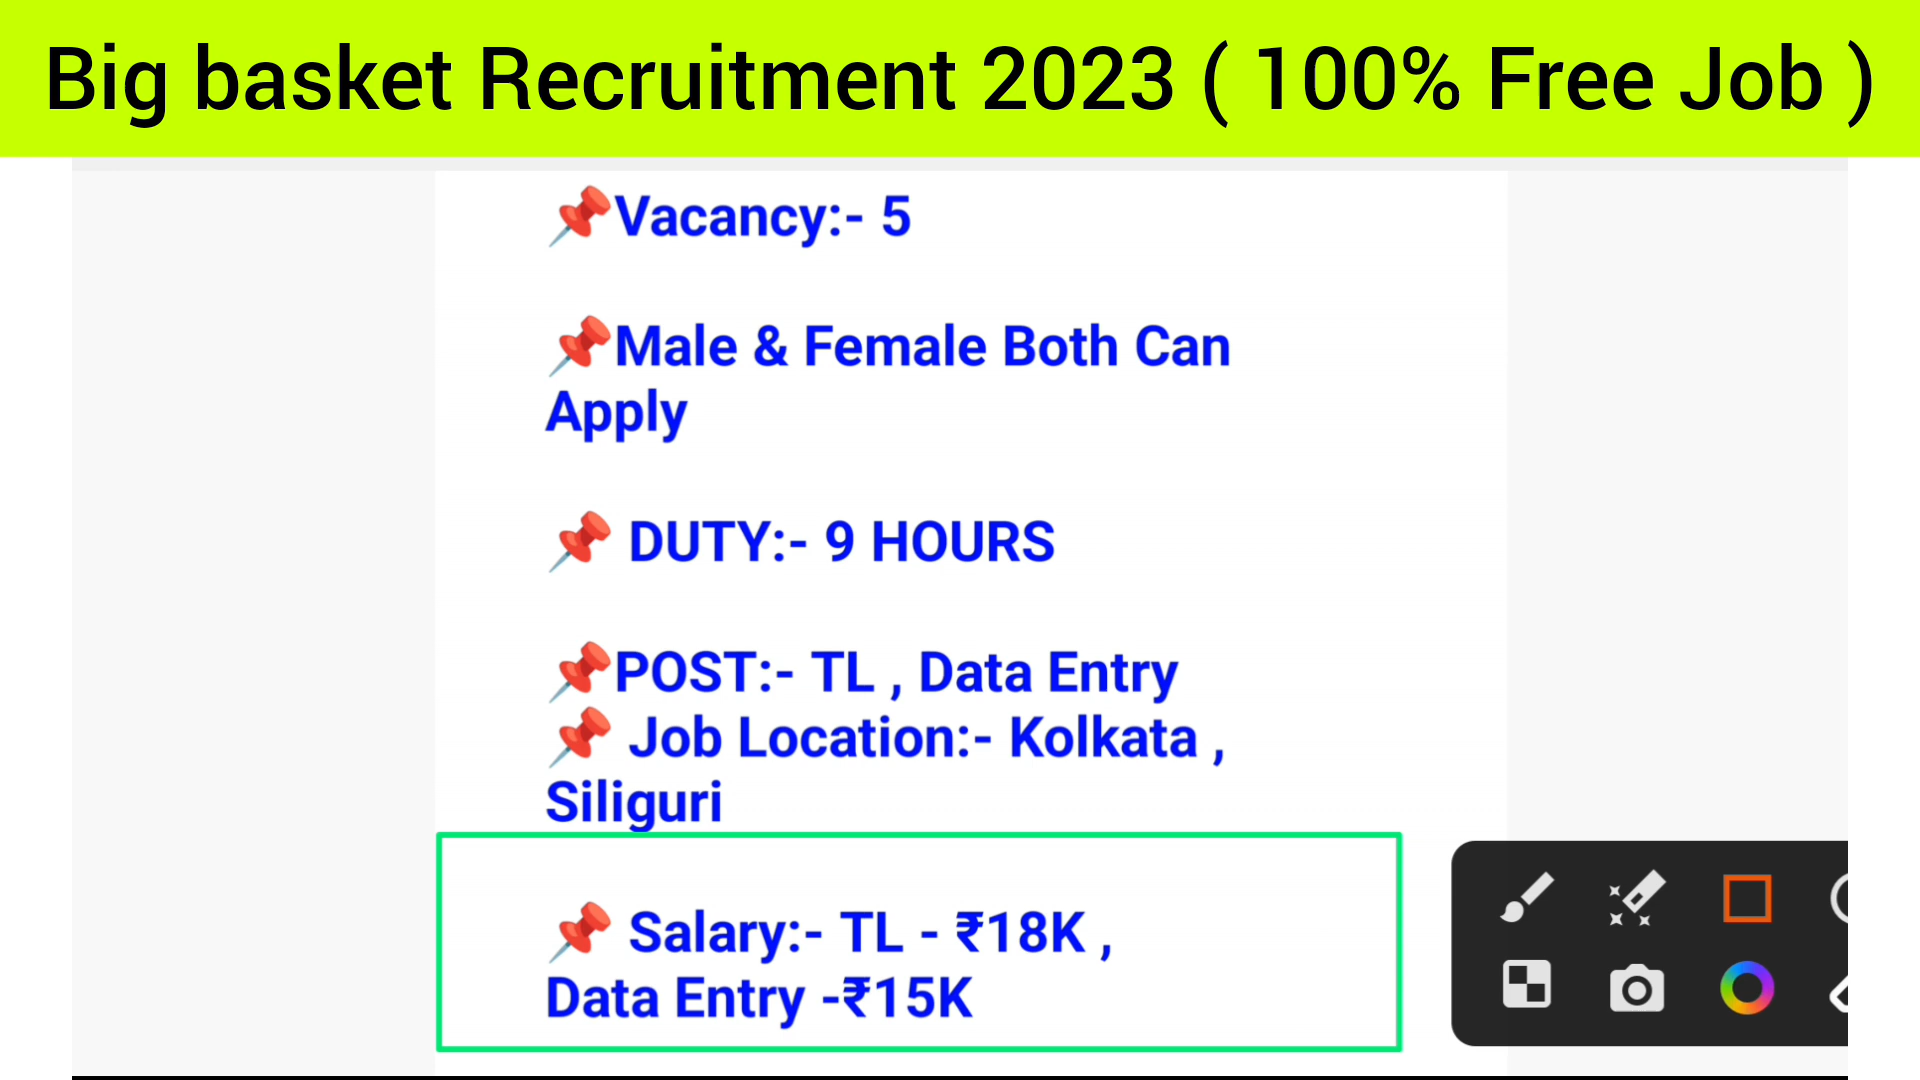 Big basket Recruitment 2023 ( 100% Free Job )
📌Vacancy:- 5
📌Male & Female Both Can
Apply
📌 DUTY:- 9 HOURS
📌POST:- TL , Data Entry
📌 Job Location:- Kolkata ,
Siliguri
📌 Salary:- TL - ₹18K ,
Data Entry -₹15K